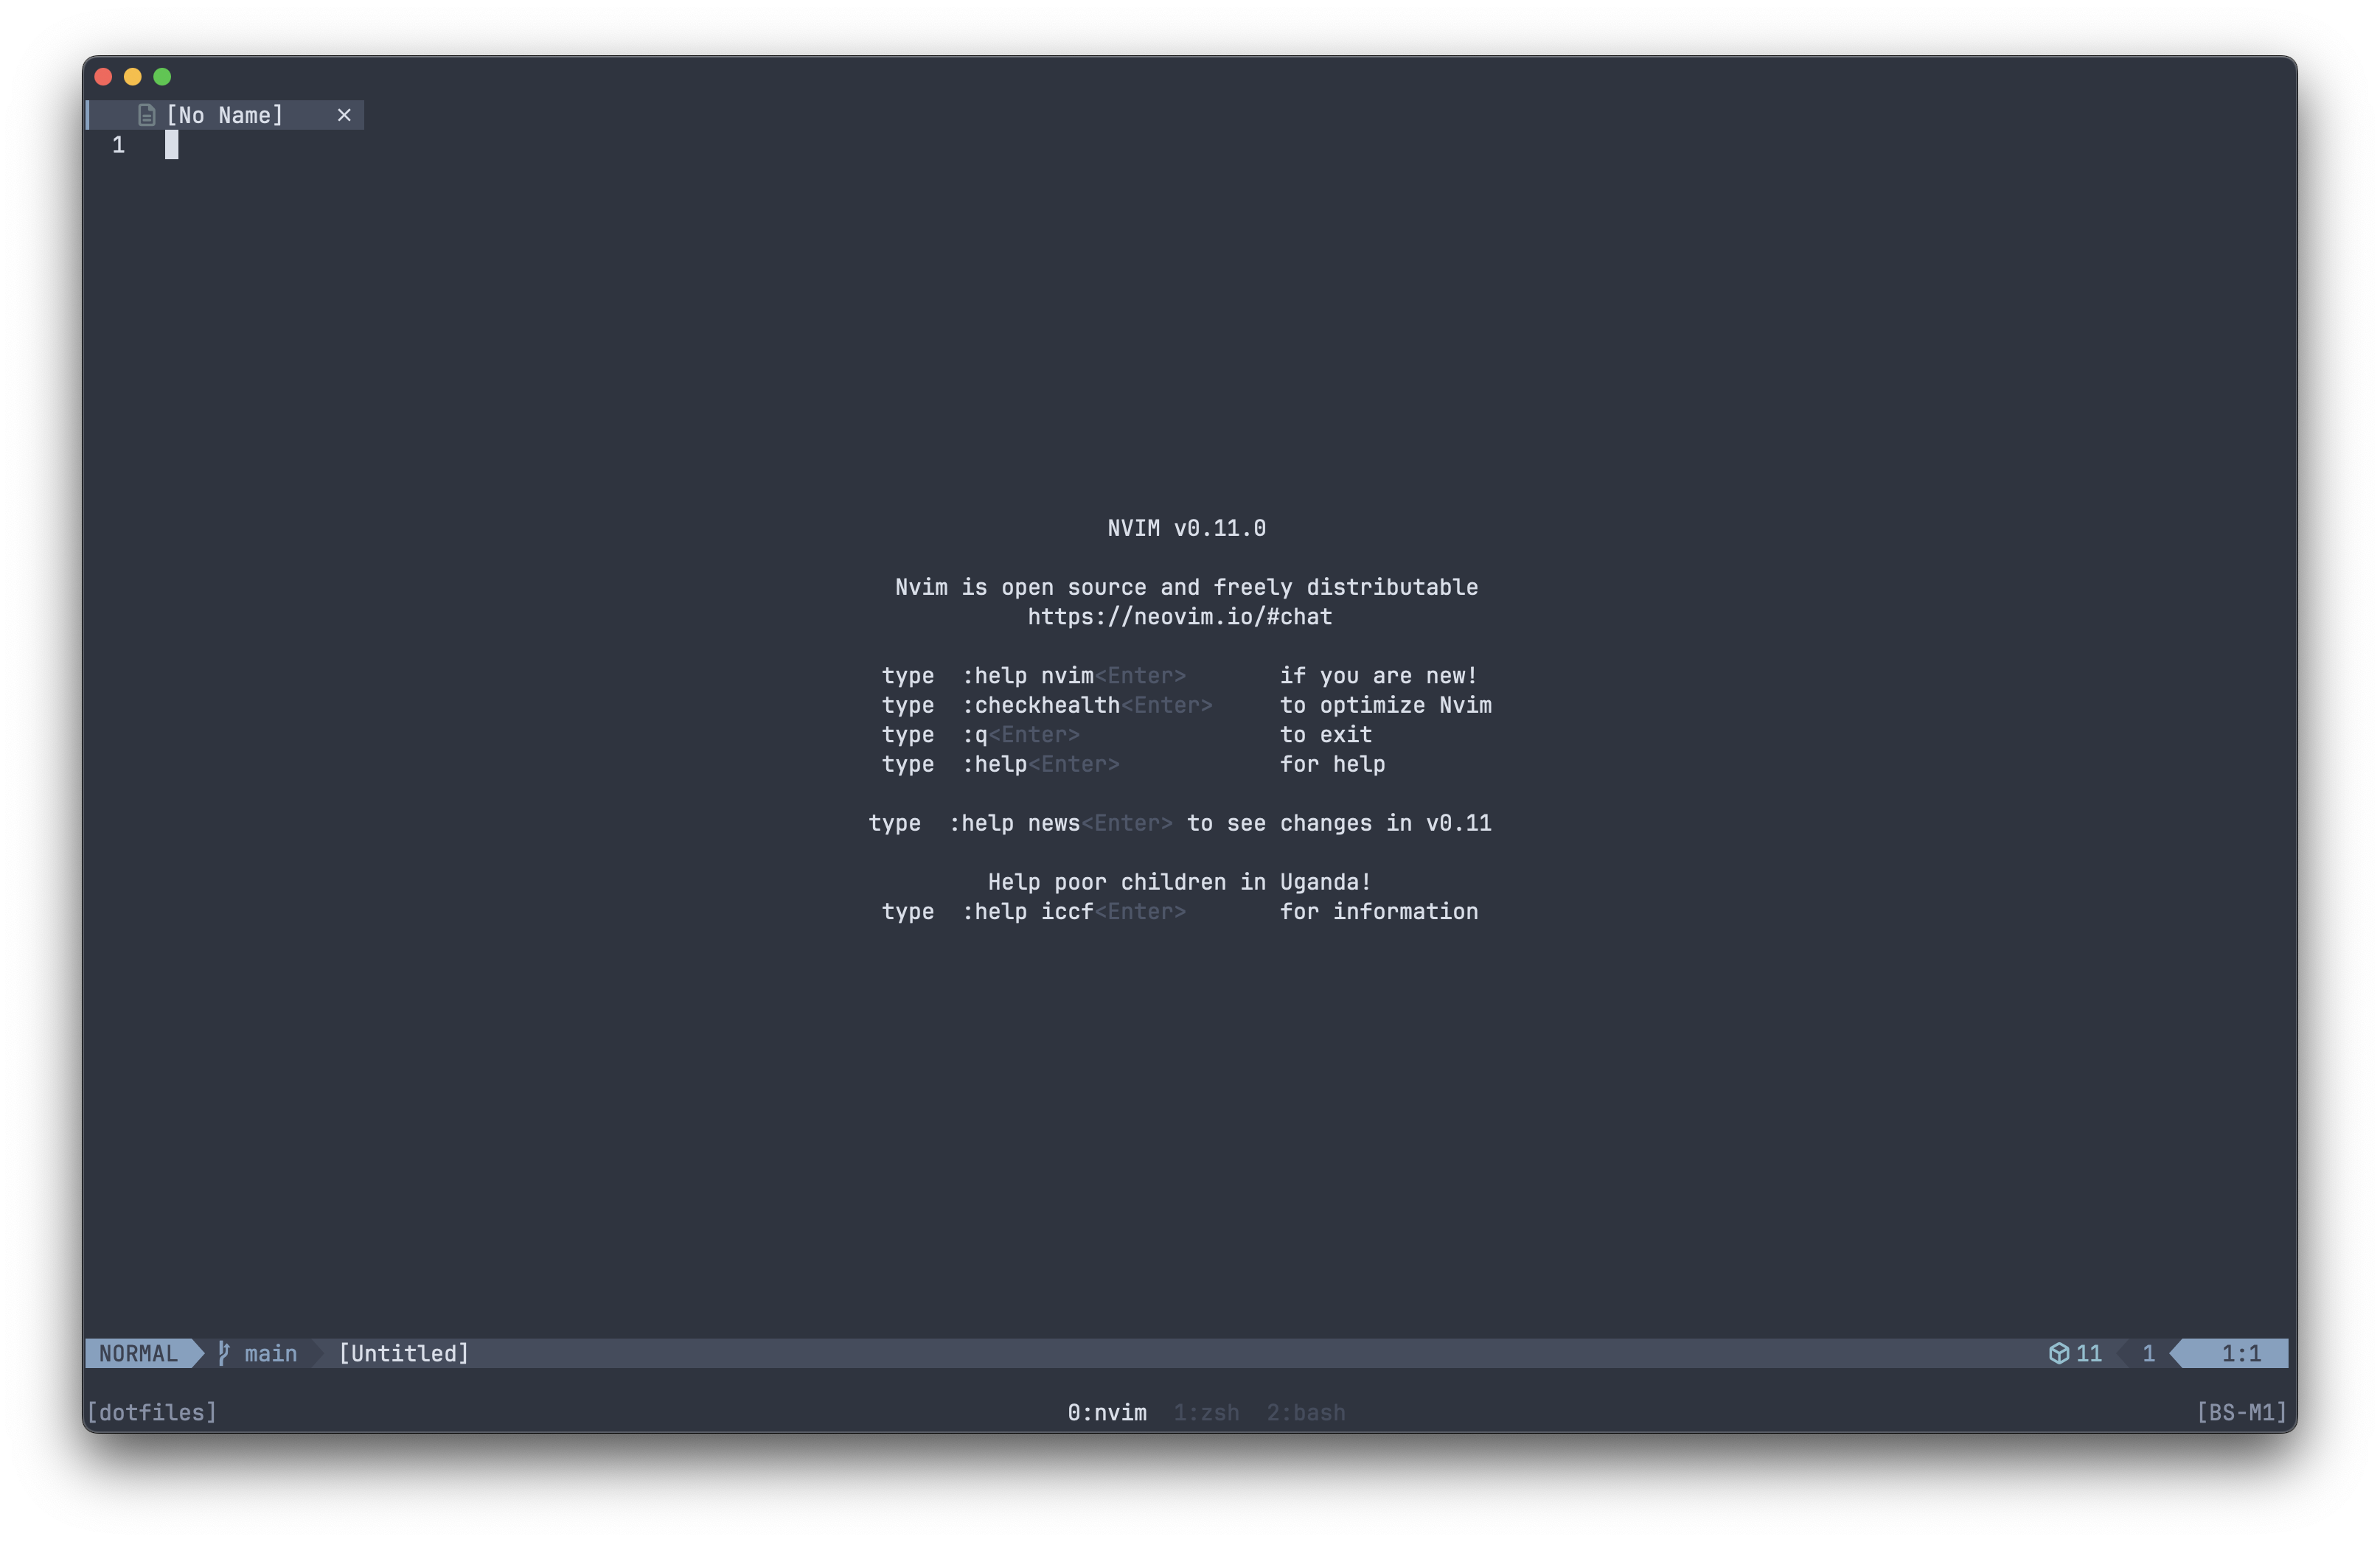 [No Name] ×
1
NVIM v0.11.0
Nvim is open source and freely distributable
https://neovim.io/#chat
type :help nvim<Enter> if you are new!
type :checkhealth<Enter> to optimize Nvim
type :q<Enter> to exit
type :help<Enter> for help
type :help news<Enter> to see changes in v0.11
Help poor children in Uganda!
type :help iccf<Enter> for information
NORMAL main [Untitled] 11 1 1:1
[dotfiles] 0:nvim 1:zsh 2:bash [BS-M1]